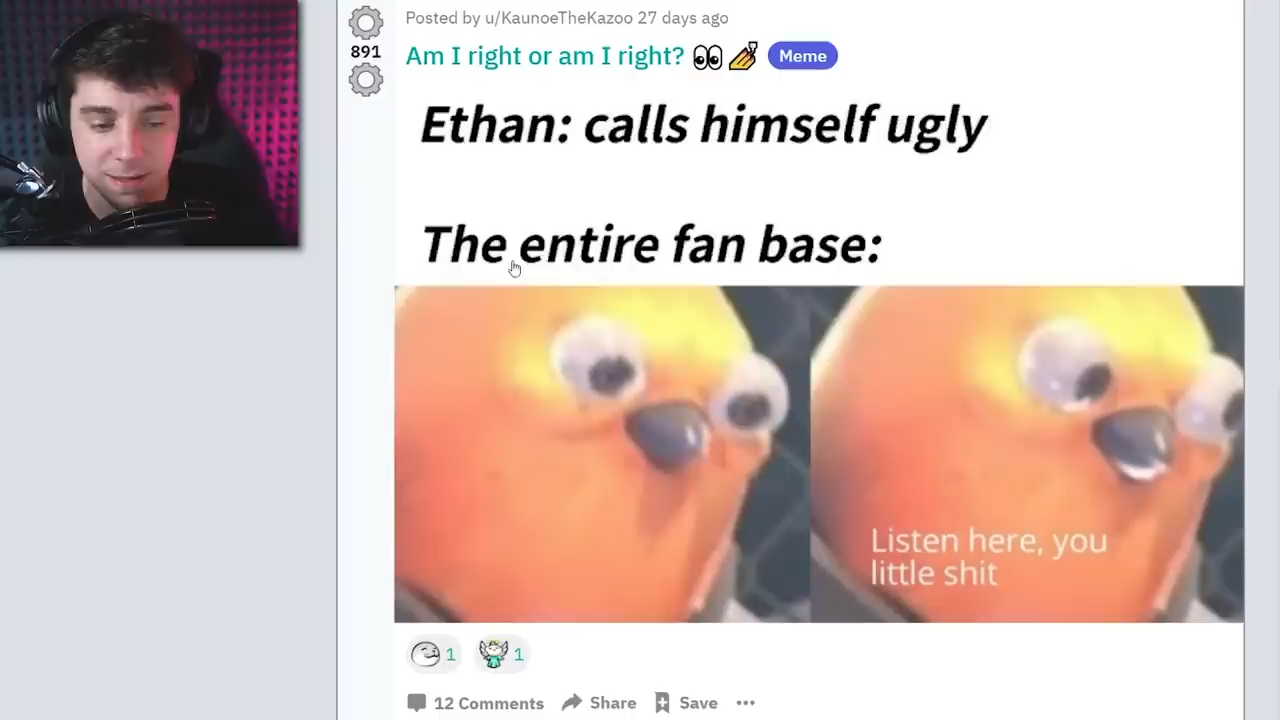 Posted by u/KaunoeTheKazoo 27 days ago
891
Am I right or am I right? 👀 💅 Meme
Ethan: calls himself ugly
The entire fan base:
Listen here, you
little shit
1 1
12 Comments Share Save ...